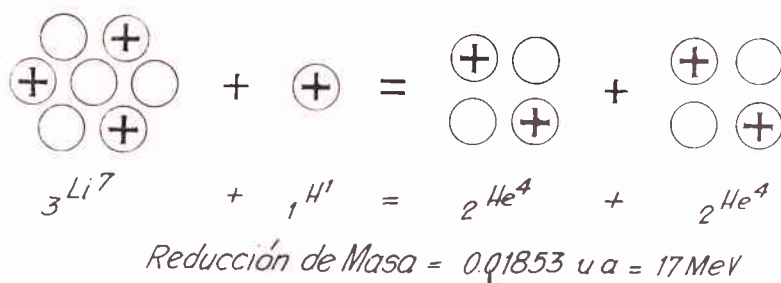 + + + + + = + + + + +
₃Li⁷ + ₁H¹ = ₂He⁴ + ₂He⁴
Reducción de Masa = 0.01853 u a = 17 MeV